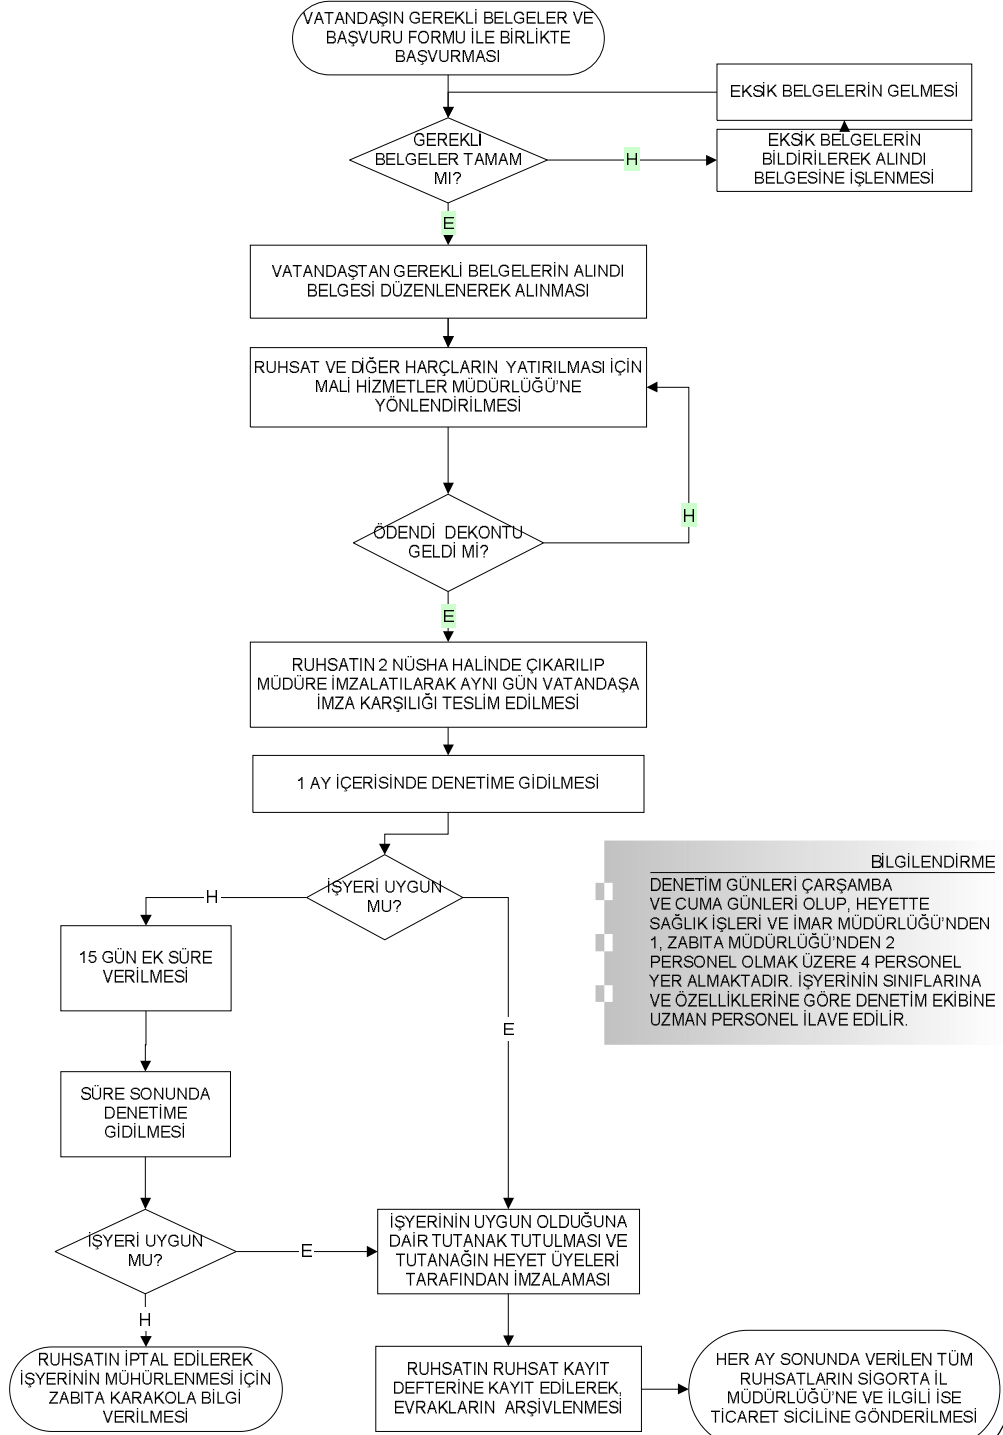 VATANDAŞIN GEREKLİ BELGELER VE
BAŞVURU FORMU İLE BİRLİKTE
BAŞVURMASI
EKSİK BELGELERİN GELMESİ
GEREKLİ
BELGELER TAMAM
MI?
H
EKSİK BELGELERİN
BİLDİRİLEREK ALINDI
BELGESİNE İŞLENMESİ
E
VATANDAŞTAN GEREKLİ BELGELERİN ALINDI
BELGESİ DÜZENLENEREK ALINMASI
RUHSAT VE DİĞER HARÇLARIN YATIRILMASI İÇİN
MALİ HİZMETLER MÜDÜRLÜĞÜ'NE
YÖNLENDİRİLMESİ
H
ÖDENDİ DEKONTU
GELDİ Mİ?
E
RUHSATIN 2 NÜSHA HALİNDE ÇIKARILIP
MÜDÜRE İMZALATILARAK AYNI GÜN VATANDAŞA
İMZA KARŞILIĞI TESLİM EDİLMESİ
1 AY İÇERİSİNDE DENETİME GİDİLMESİ
İŞYERİ UYGUN
MU?
H
15 GÜN EK SÜRE
VERİLMESİ
BİLGİLENDİRME
DENETİM GÜNLERİ ÇARŞAMBA
VE CUMA GÜNLERİ OLUP, HEYETTE
SAĞLIK İŞLERİ VE İMAR MÜDÜRLÜĞÜ'NDEN
1, ZABITA MÜDÜRLÜĞÜ'NDEN 2
PERSONEL OLMAK ÜZERE 4 PERSONEL
YER ALMAKTADIR. İŞYERİNİN SINIFLARINA
VE ÖZELLİKLERİNE GÖRE DENETİM EKİBİNE
UZMAN PERSONEL İLAVE EDİLİR.
E
SÜRE SONUNDA
DENETİME
GİDİLMESİ
İŞYERİ UYGUN
MU?
E
İŞYERİNİN UYGUN OLDUĞUNA
DAİR TUTANAK TUTULMASI VE
TUTANAĞIN HEYET ÜYELERİ
TARAFINDAN İMZALAMASI
H
RUHSATIN İPTAL EDİLEREK
İŞYERİNİN MÜHÜRLENMESİ İÇİN
ZABITA KARAKOLA BİLGİ
VERİLMESİ
RUHSATIN RUHSAT KAYIT
DEFTERİNE KAYIT EDİLEREK,
EVRAKLARIN ARŞİVLENMESİ
HER AY SONUNDA VERİLEN TÜM
RUHSATLARIN SİGORTA İL
MÜDÜRLÜĞÜ'NE VE İLGİLİ İSE
TİCARET SİCİLİNE GÖNDERİLMESİ